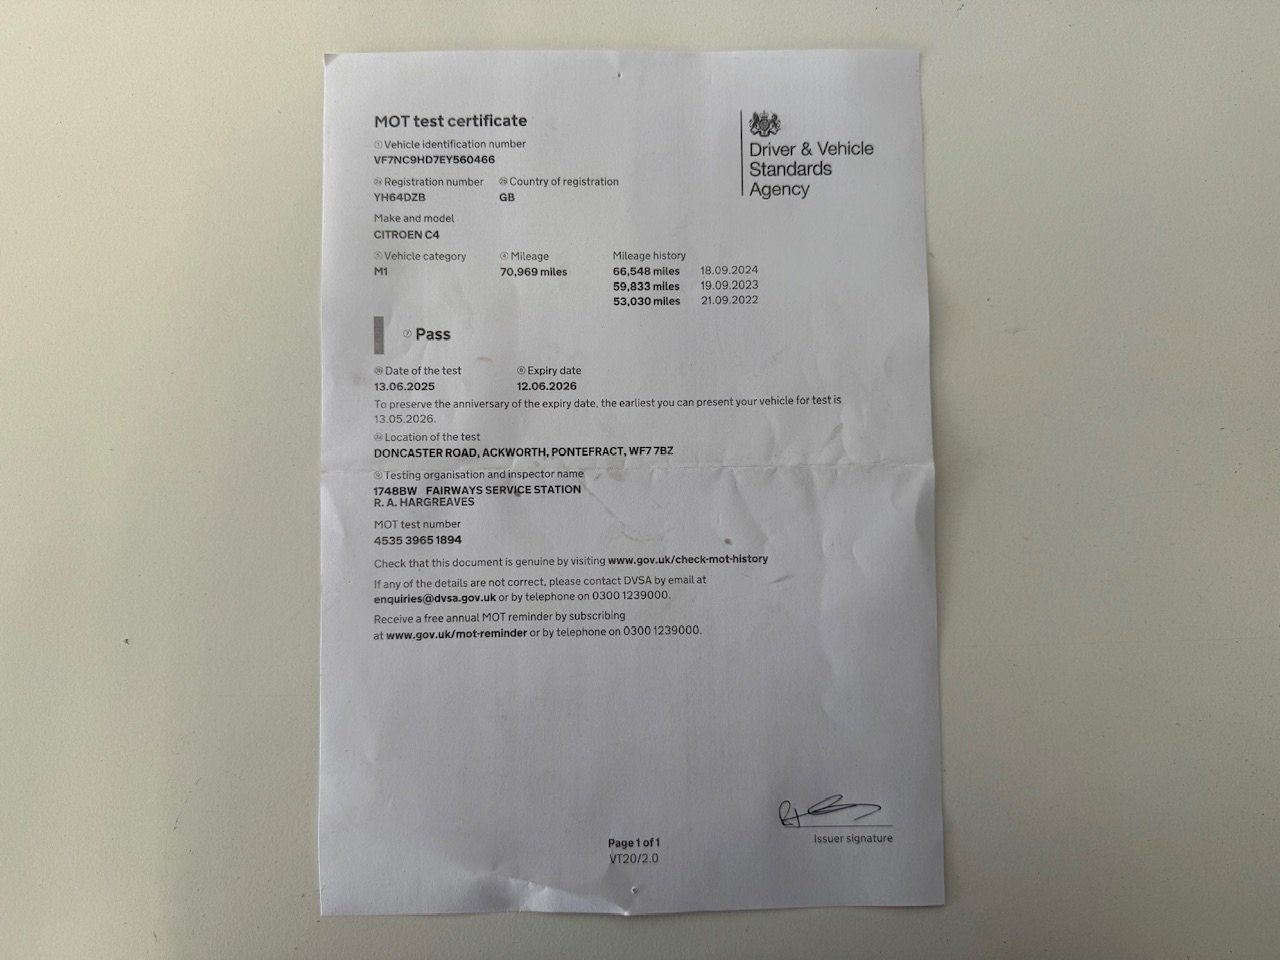 MOT test certificate
① Vehicle identification number
VF7NC9HD7EY560466
Registration number Country of registration
YH64DZB GB
Make and model
CITROEN C4
Vehicle category ④ Mileage Mileage history
M1 70,969 miles 66,548 miles 18.09.2024
59,833 miles 19.09.2023
53,030 miles 21.09.2022
⑦ Pass
Date of the test ⑧ Expiry date
13.06.2025 12.06.2026
To preserve the anniversary of the expiry date, the earliest you can present your vehicle for test is
13.05.2026.
Location of the test
DONCASTER ROAD, ACKWORTH, PONTEFRACT, WF7 7BZ
⑨ Testing organisation and inspector name
1748BW FAIRWAYS SERVICE STATION
R. A. HARGREAVES
MOT test number
4535 3965 1894
Check that this document is genuine by visiting www.gov.uk/check-mot-history
If any of the details are not correct, please contact DVSA by email at
enquiries@dvsa.gov.uk or by telephone on 0300 1239000.
Receive a free annual MOT reminder by subscribing
at www.gov.uk/mot-reminder or by telephone on 0300 1239000.
Driver & Vehicle
Standards
Agency
Issuer signature
Page 1 of 1
VT20/2.0